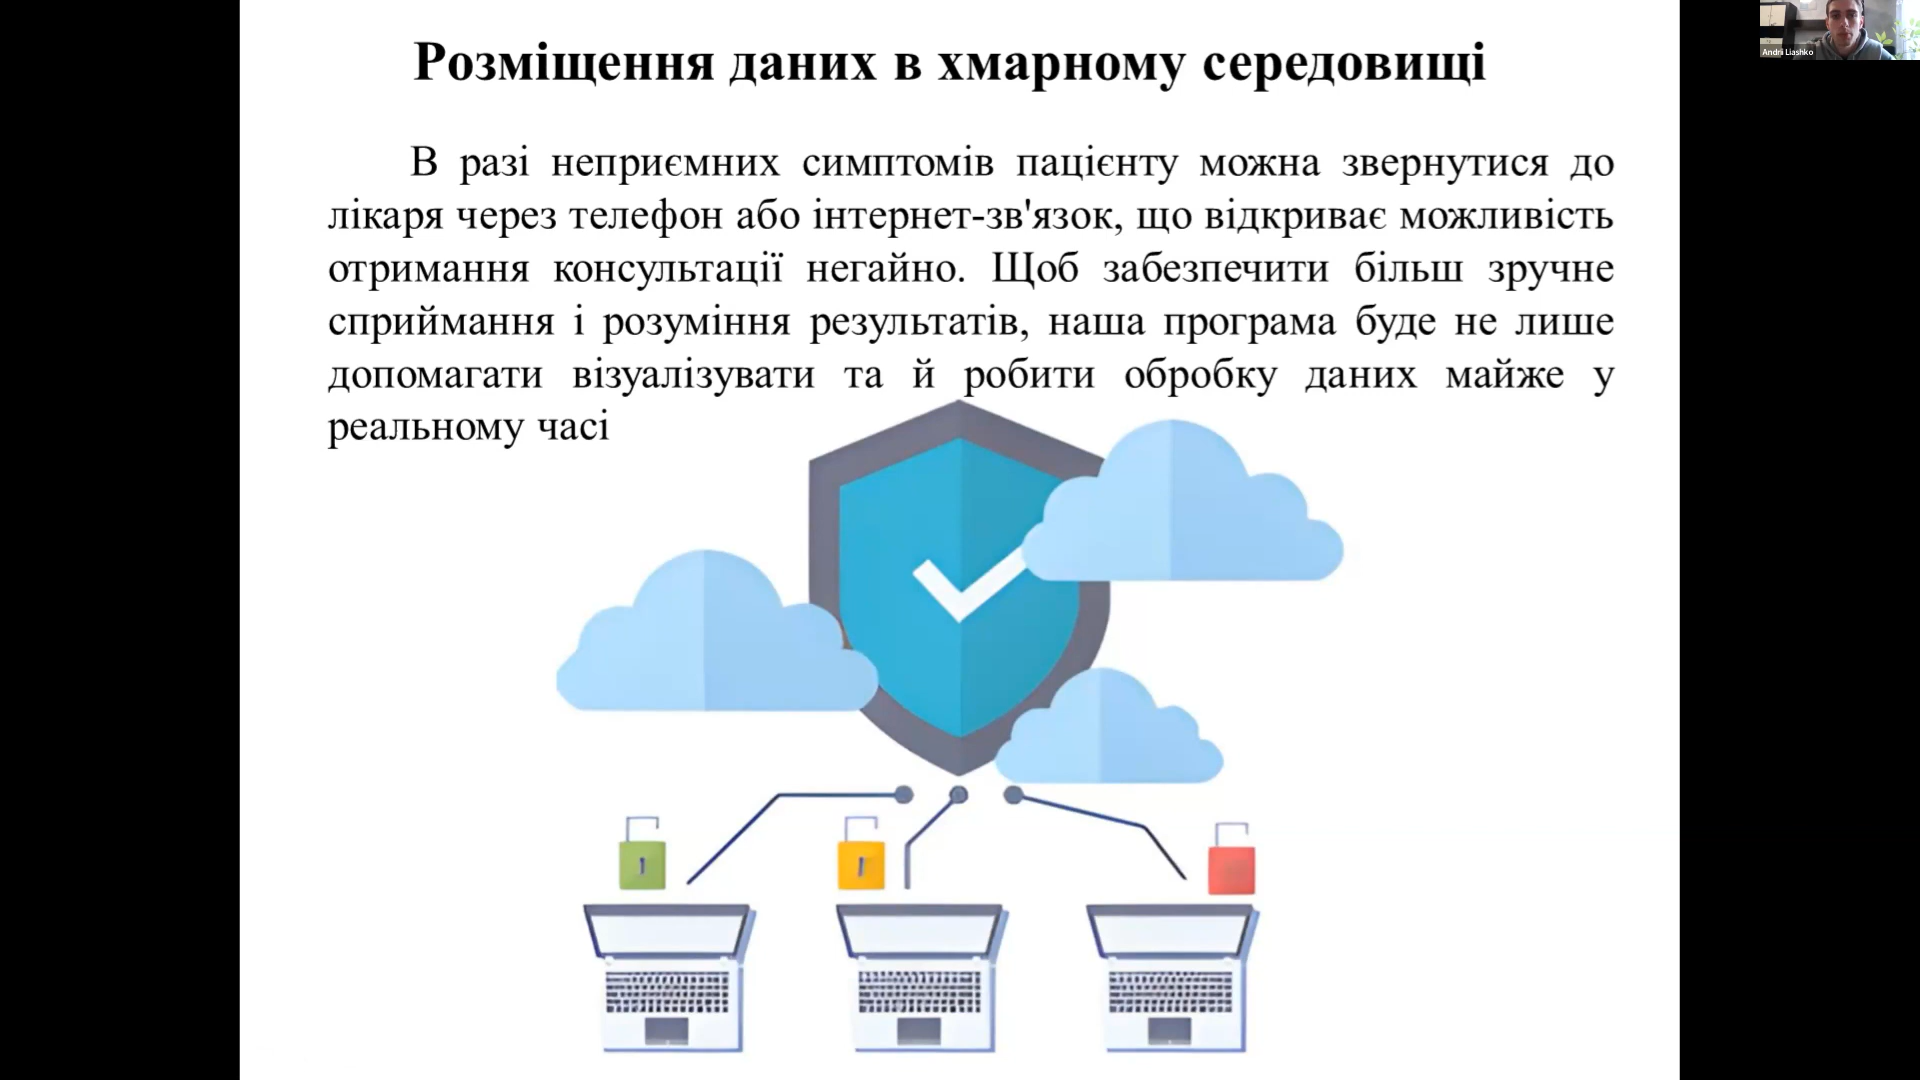 Розміщення даних в хмарному середовищі
Andrii Liashko
В разі неприємних симптомів пацієнту можна звернутися до
лікаря через телефон або інтернет-зв'язок, що відкриває можливість
отримання консультації негайно. Щоб забезпечити більш зручне
сприймання і розуміння результатів, наша програма буде не лише
допомагати візуалізувати та й робити обробку даних майже у
реальному часі